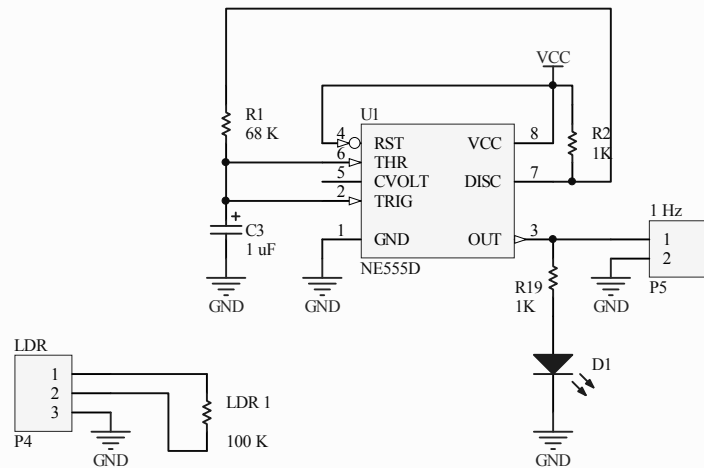 VCC
U1
R1
68 K
4
RST
VCC
8
R2
1K
6
THR
5
CVOLT
DISC
7
2
TRIG
1 Hz
C3
1 uF
1
GND
OUT
3
1
2
NE555D
P5
GND
GND
GND
R19
1K
LDR
D1
1
2
3
LDR 1
100 K
P4
GND
GND